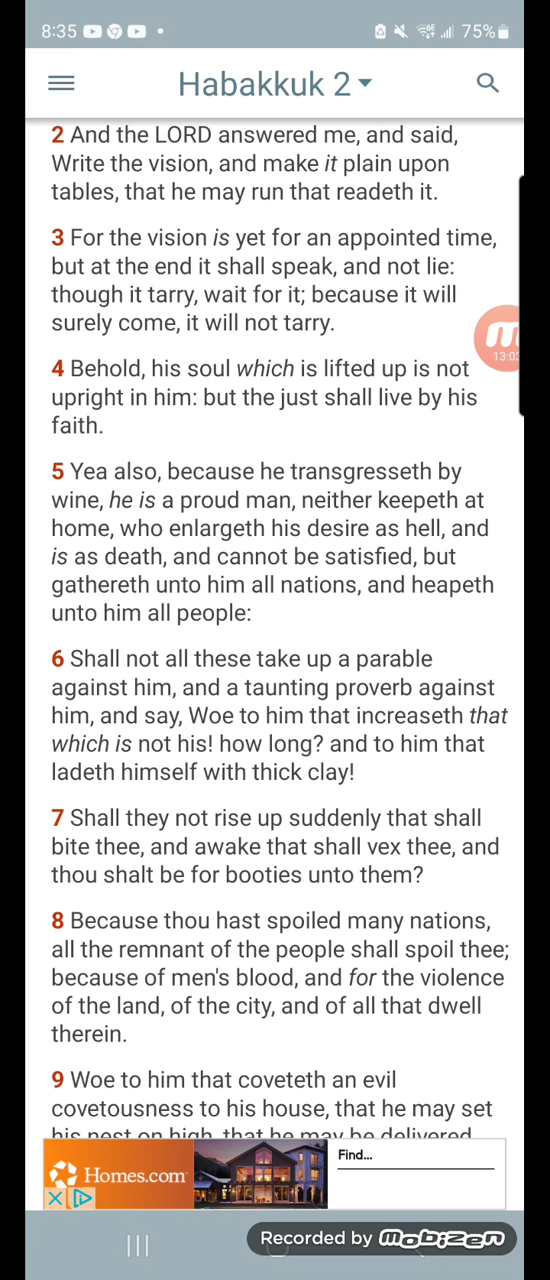 8:35
75%
Habakkuk 2
2 And the LORD answered me, and said,
Write the vision, and make it plain upon
tables, that he may run that readeth it.
3 For the vision is yet for an appointed time,
but at the end it shall speak, and not lie:
though it tarry, wait for it; because it will
surely come, it will not tarry.
13:03
4 Behold, his soul which is lifted up is not
upright in him: but the just shall live by his
faith.
5 Yea also, because he transgresseth by
wine, he is a proud man, neither keepeth at
home, who enlargeth his desire as hell, and
is as death, and cannot be satisfied, but
gathereth unto him all nations, and heapeth
unto him all people:
6 Shall not all these take up a parable
against him, and a taunting proverb against
him, and say, Woe to him that increaseth that
which is not his! how long? and to him that
ladeth himself with thick clay!
7 Shall they not rise up suddenly that shall
bite thee, and awake that shall vex thee, and
thou shalt be for booties unto them?
8 Because thou hast spoiled many nations,
all the remnant of the people shall spoil thee;
because of men's blood, and for the violence
of the land, of the city, and of all that dwell
therein.
9 Woe to him that coveteth an evil
covetousness to his house, that he may set
his nest on high, that he may be delivered
Homes.com
Find...
Recorded by mobizen